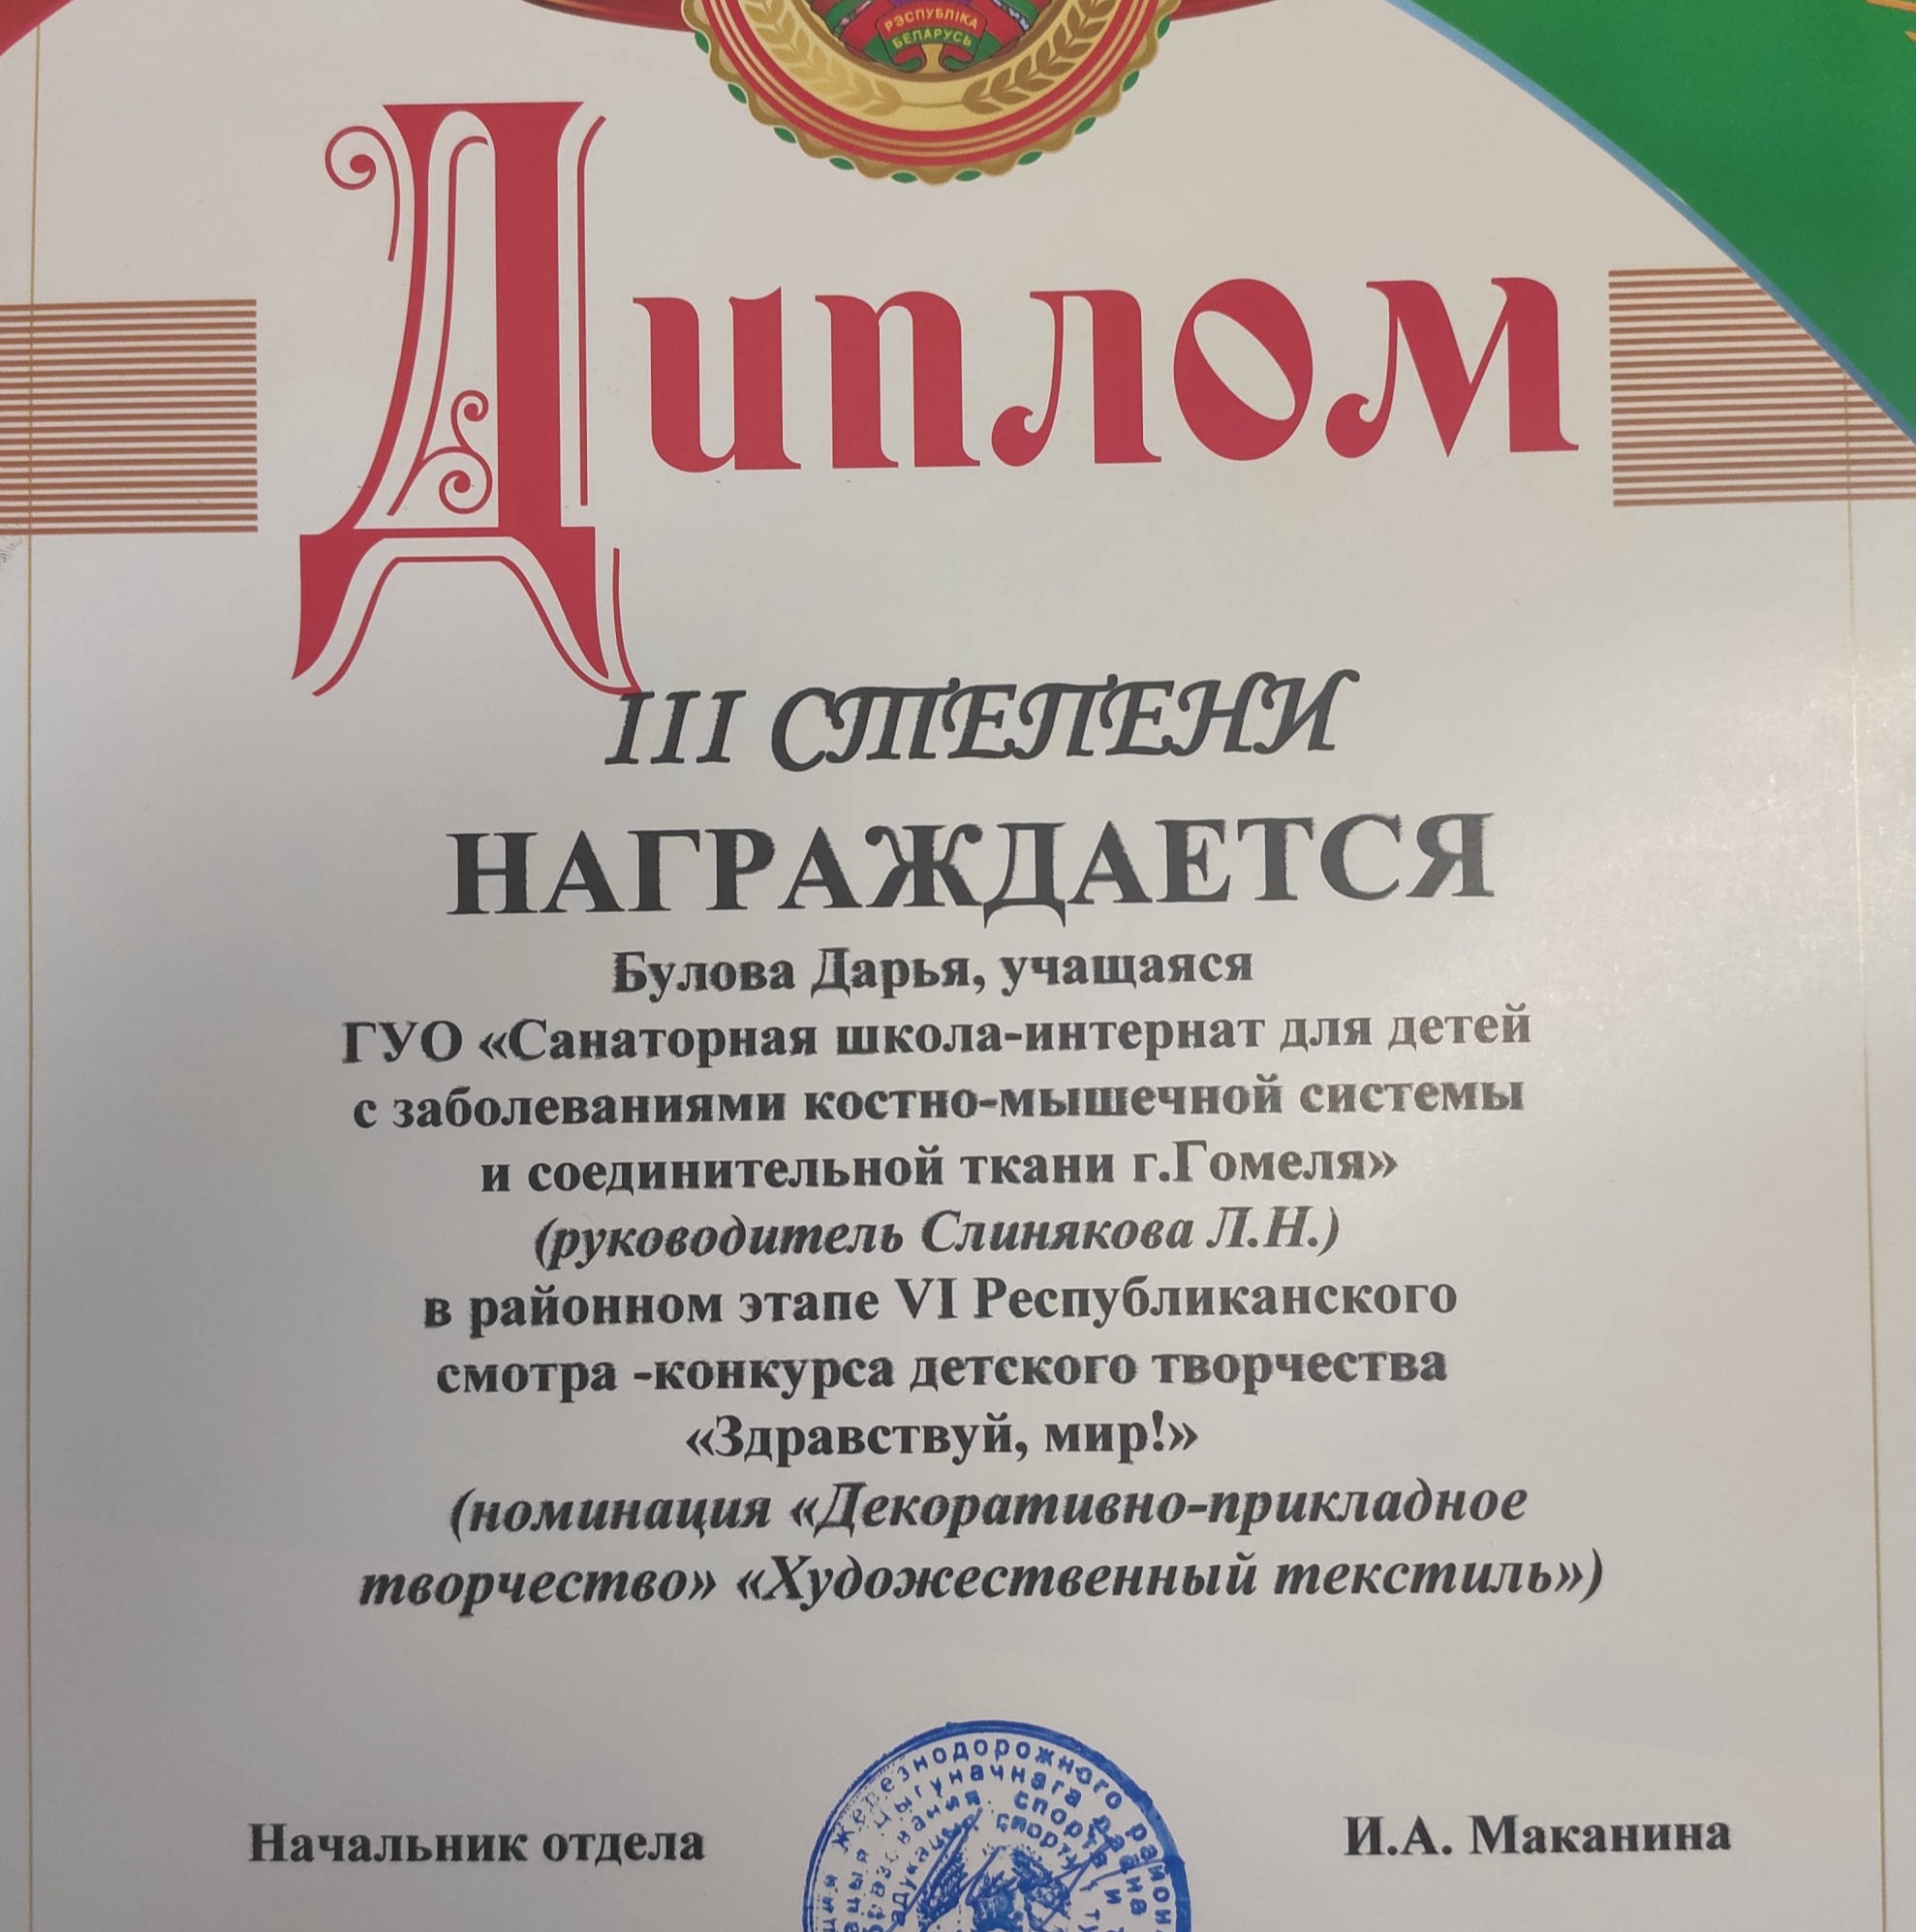 РЭСПУБЛІКА
БЕЛАРУСЬ
Диплом
III СТЕПЕНИ
НАГРАЖДАЕТСЯ
Булова Дарья, учащаяся
ГУО «Санаторная школа-интернат для детей
с заболеваниями костно-мышечной системы
и соединительной ткани г.Гомеля»
(руководитель Слинякова Л.Н.)
в районном этапе VI Республиканского
смотра -конкурса детского творчества
«Здравствуй, мир!»
(номинация «Декоративно-прикладное
творчество» «Художественный текстиль»)
железнодорожного
спорта и
Начальник отдела
И.А. Маканина